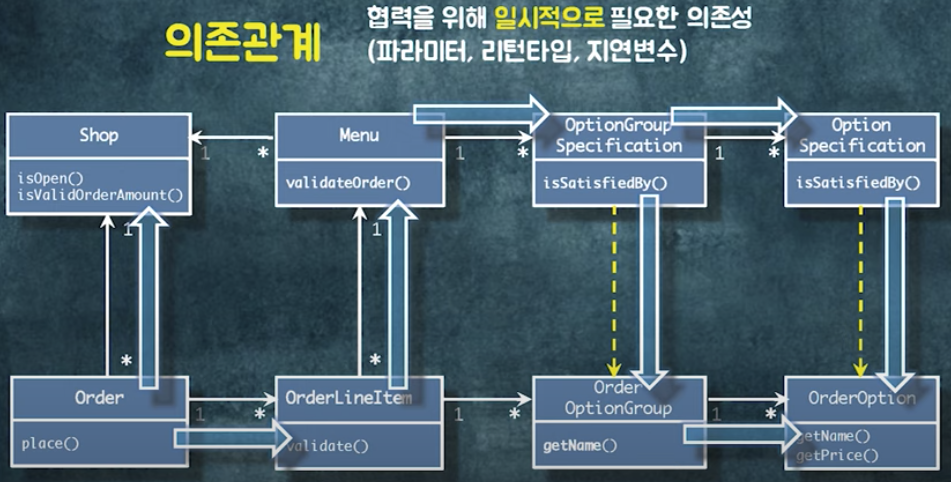 의존관계
협력을 위해 일시적으로 필요한 의존성
(파라미터, 리턴타입, 지연변수)
Shop
isOpen()
isValidOrderAmount()
1
*
Menu
validateOrder()
1
*
OptionGroup
Specification
isSatisfiedBy()
1
*
Option
Specification
isSatisfiedBy()
1
*
1
*
Order
place()
1
*
OrderLineItem
validate()
1
*
Order
OptionGroup
getName()
1
*
OrderOption
getName()
getPrice()